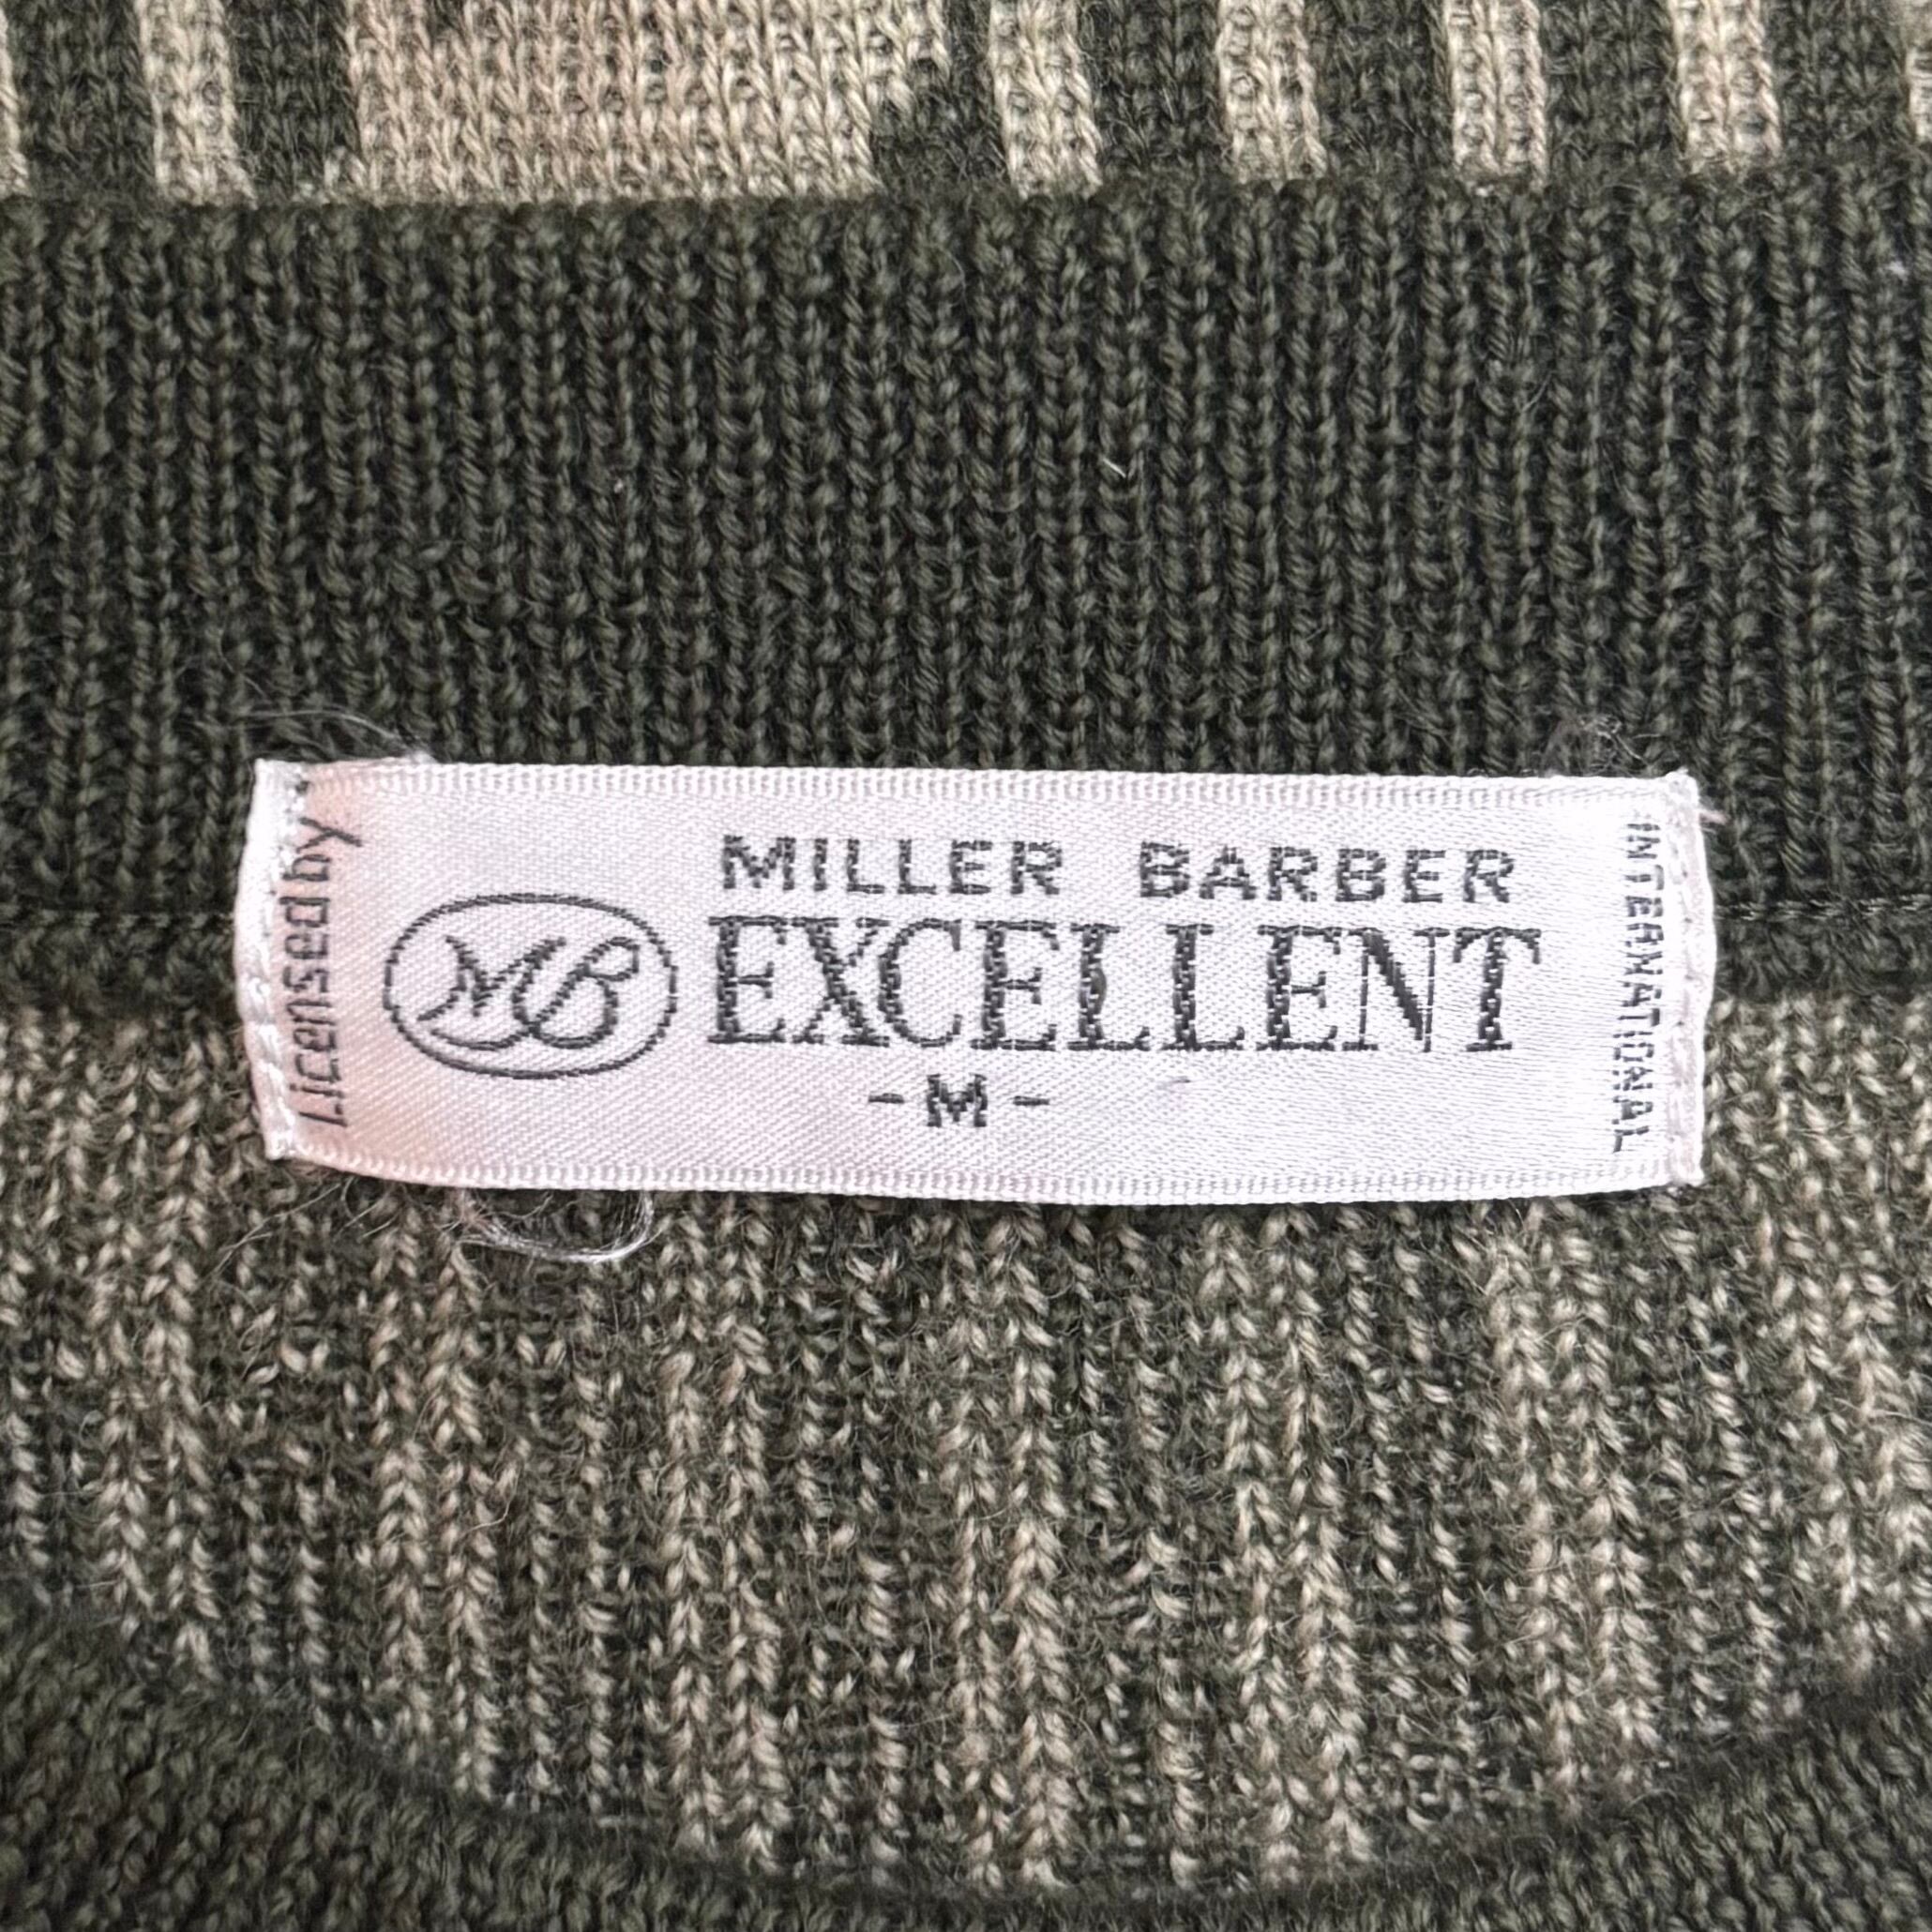 Licensed by
MB
MILLER BARBER
EXCELLENT
- M -
INTERNATIONAL